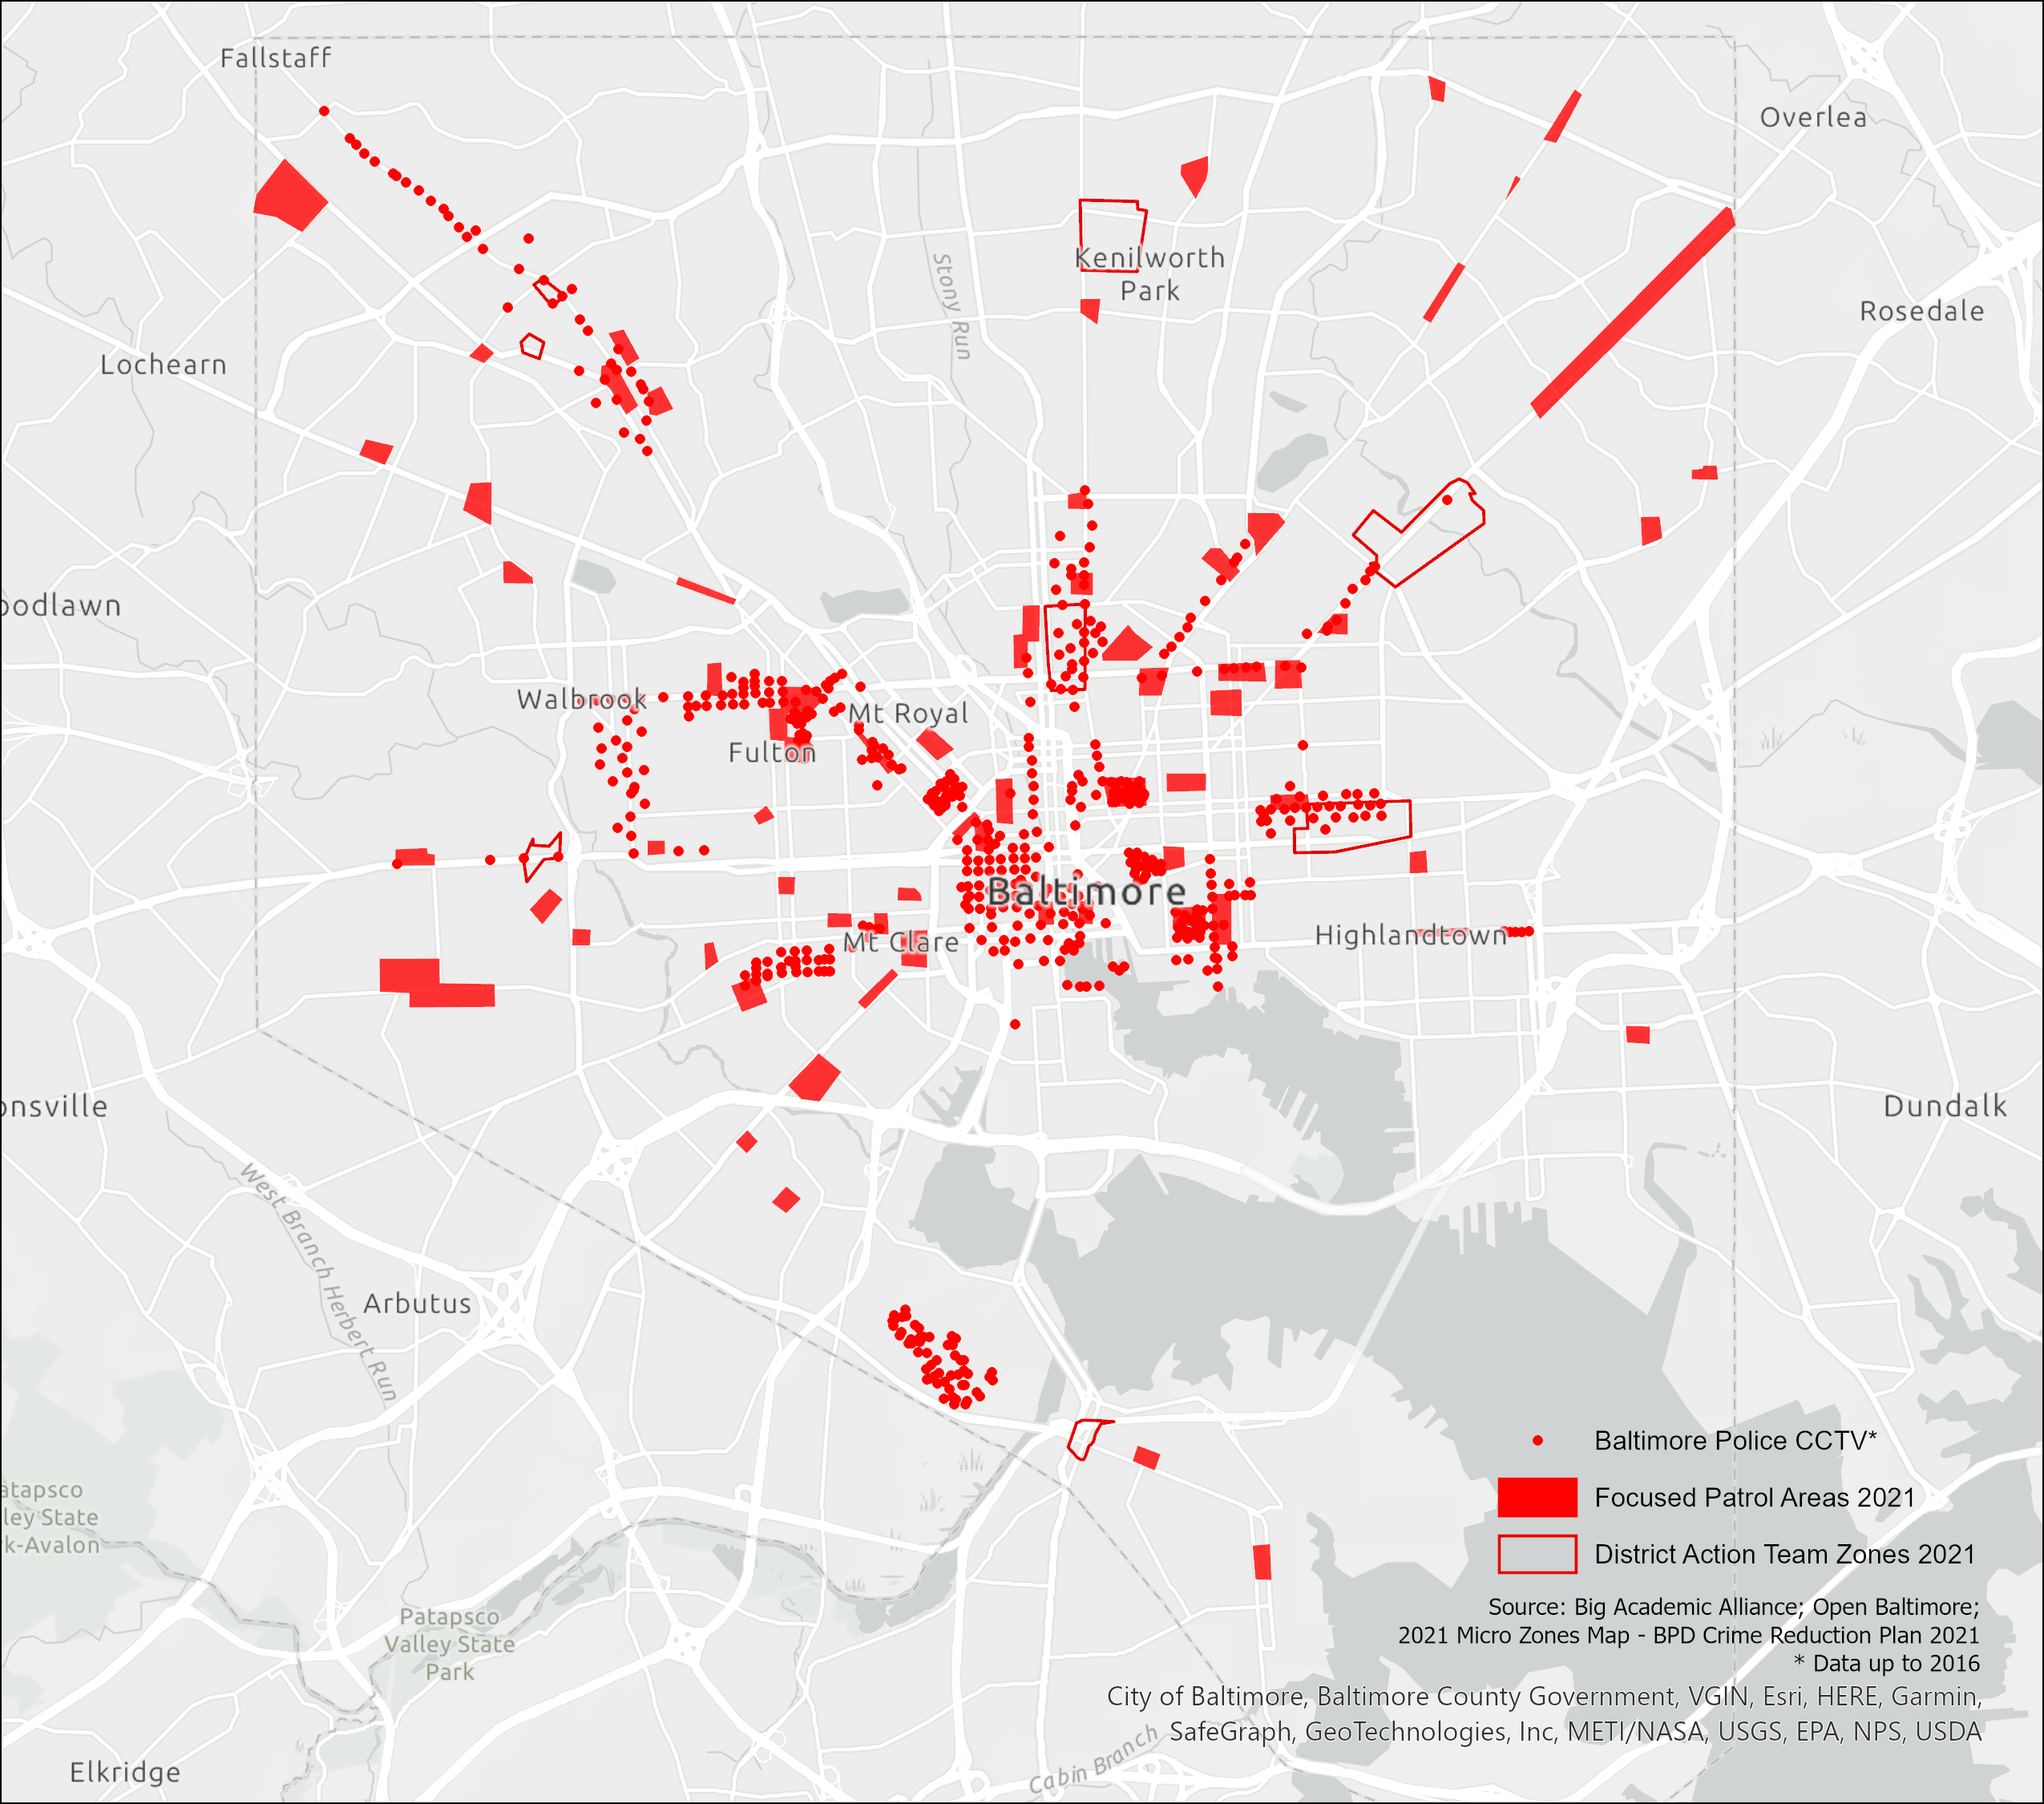 Fallstaff
Overlea
Stony Run
Kenilworth
Park
Rosedale
Lochearn
oodlawn
Walbrook
Mt Royal
Fulton
Baltimore
Mt Clare
Highlandtown
onsville
Dundalk
West Branch Herbert Run
Arbutus
Baltimore Police CCTV*
atapsco
ley State
k-Avalon
Focused Patrol Areas 2021
District Action Team Zones 2021
Source: Big Academic Alliance; Open Baltimore;
2021 Micro Zones Map - BPD Crime Reduction Plan 2021
* Data up to 2016
Patapsco
Valley State
Park
City of Baltimore, Baltimore County Government, VGIN, Esri, HERE, Garmin,
SafeGraph, GeoTechnologies, Inc, METI/NASA, USGS, EPA, NPS, USDA
Cabin Branch
Elkridge